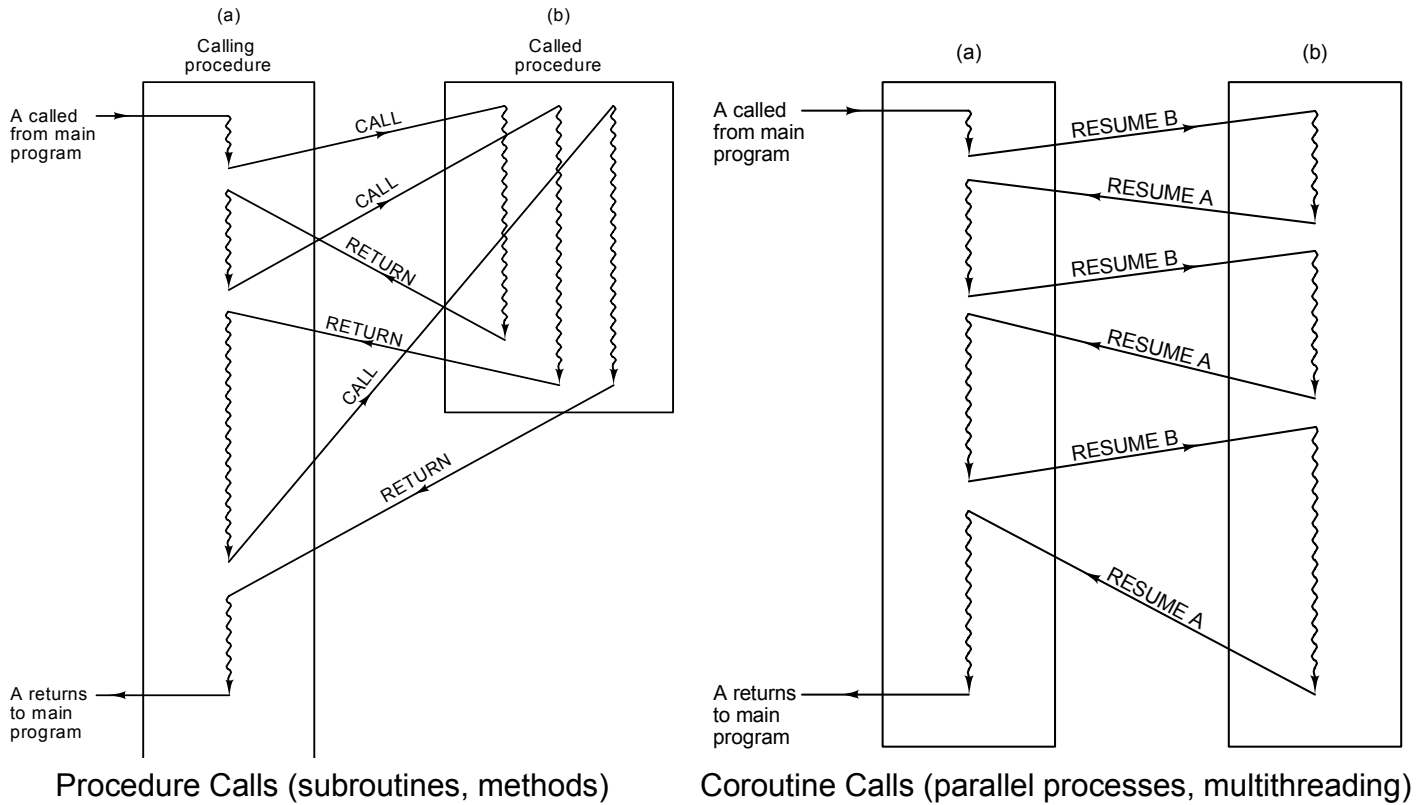 (a)
Calling
procedure
(b)
Called
procedure
A called
from main
program
CALL
CALL
RETURN
RETURN
CALL
RETURN
A returns
to main
program
Procedure Calls (subroutines, methods)
(a)
(b)
A called
from main
program
RESUME B
RESUME A
RESUME B
RESUME A
RESUME B
RESUME A
A returns
to main
program
Coroutine Calls (parallel processes, multithreading)